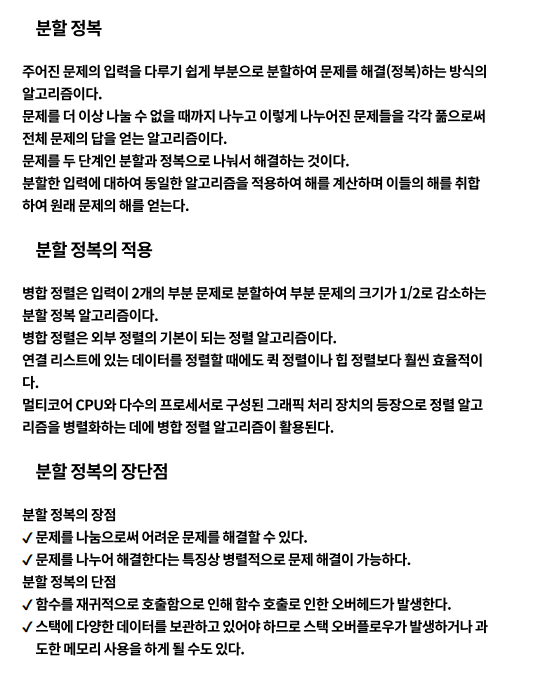 분할 정복
주어진 문제의 입력을 다루기 쉽게 부분으로 분할하여 문제를 해결(정복)하는 방식의
알고리즘이다.
문제를 더 이상 나눌 수 없을 때까지 나누고 이렇게 나누어진 문제들을 각각 풂으로써
전체 문제의 답을 얻는 알고리즘이다.
문제를 두 단계인 분할과 정복으로 나눠서 해결하는 것이다.
분할한 입력에 대하여 동일한 알고리즘을 적용하여 해를 계산하며 이들의 해를 취합
하여 원래 문제의 해를 얻는다.
분할 정복의 적용
병합 정렬은 입력이 2개의 부분 문제로 분할하여 부분 문제의 크기가 1/2로 감소하는
분할 정복 알고리즘이다.
병합 정렬은 외부 정렬의 기본이 되는 정렬 알고리즘이다.
연결 리스트에 있는 데이터를 정렬할 때에도 퀵 정렬이나 힙 정렬보다 훨씬 효율적이
다.
멀티코어 CPU와 다수의 프로세서로 구성된 그래픽 처리 장치의 등장으로 정렬 알고
리즘을 병렬화하는 데에 병합 정렬 알고리즘이 활용된다.
분할 정복의 장단점
분할 정복의 장점
✓ 문제를 나눔으로써 어려운 문제를 해결할 수 있다.
✓ 문제를 나누어 해결한다는 특징상 병렬적으로 문제 해결이 가능하다.
분할 정복의 단점
✓ 함수를 재귀적으로 호출함으로 인해 함수 호출로 인한 오버헤드가 발생한다.
✓ 스택에 다양한 데이터를 보관하고 있어야 하므로 스택 오버플로우가 발생하거나 과
도한 메모리 사용을 하게 될 수도 있다.